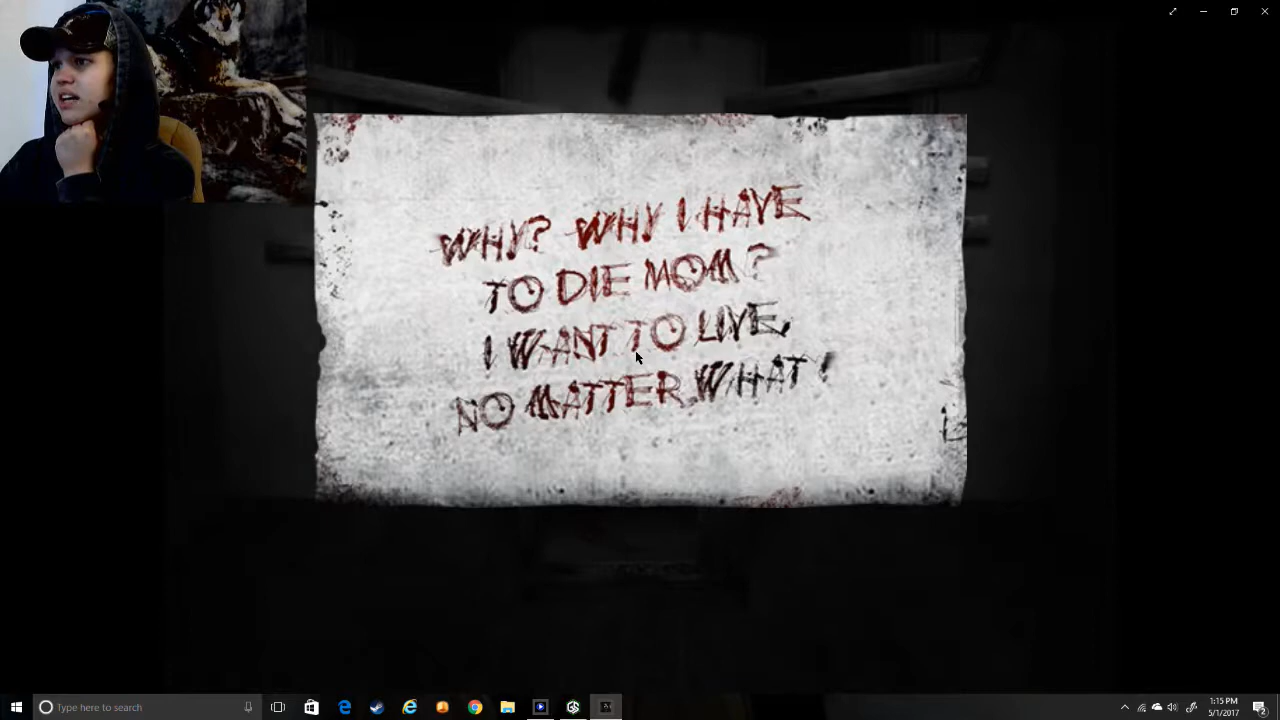 WHY? WHY I HAVE
TO DIE MOM?
I WANT TO LIVE,
NO MATTER WHAT!
Type here to search
1:15 PM
5/1/2017